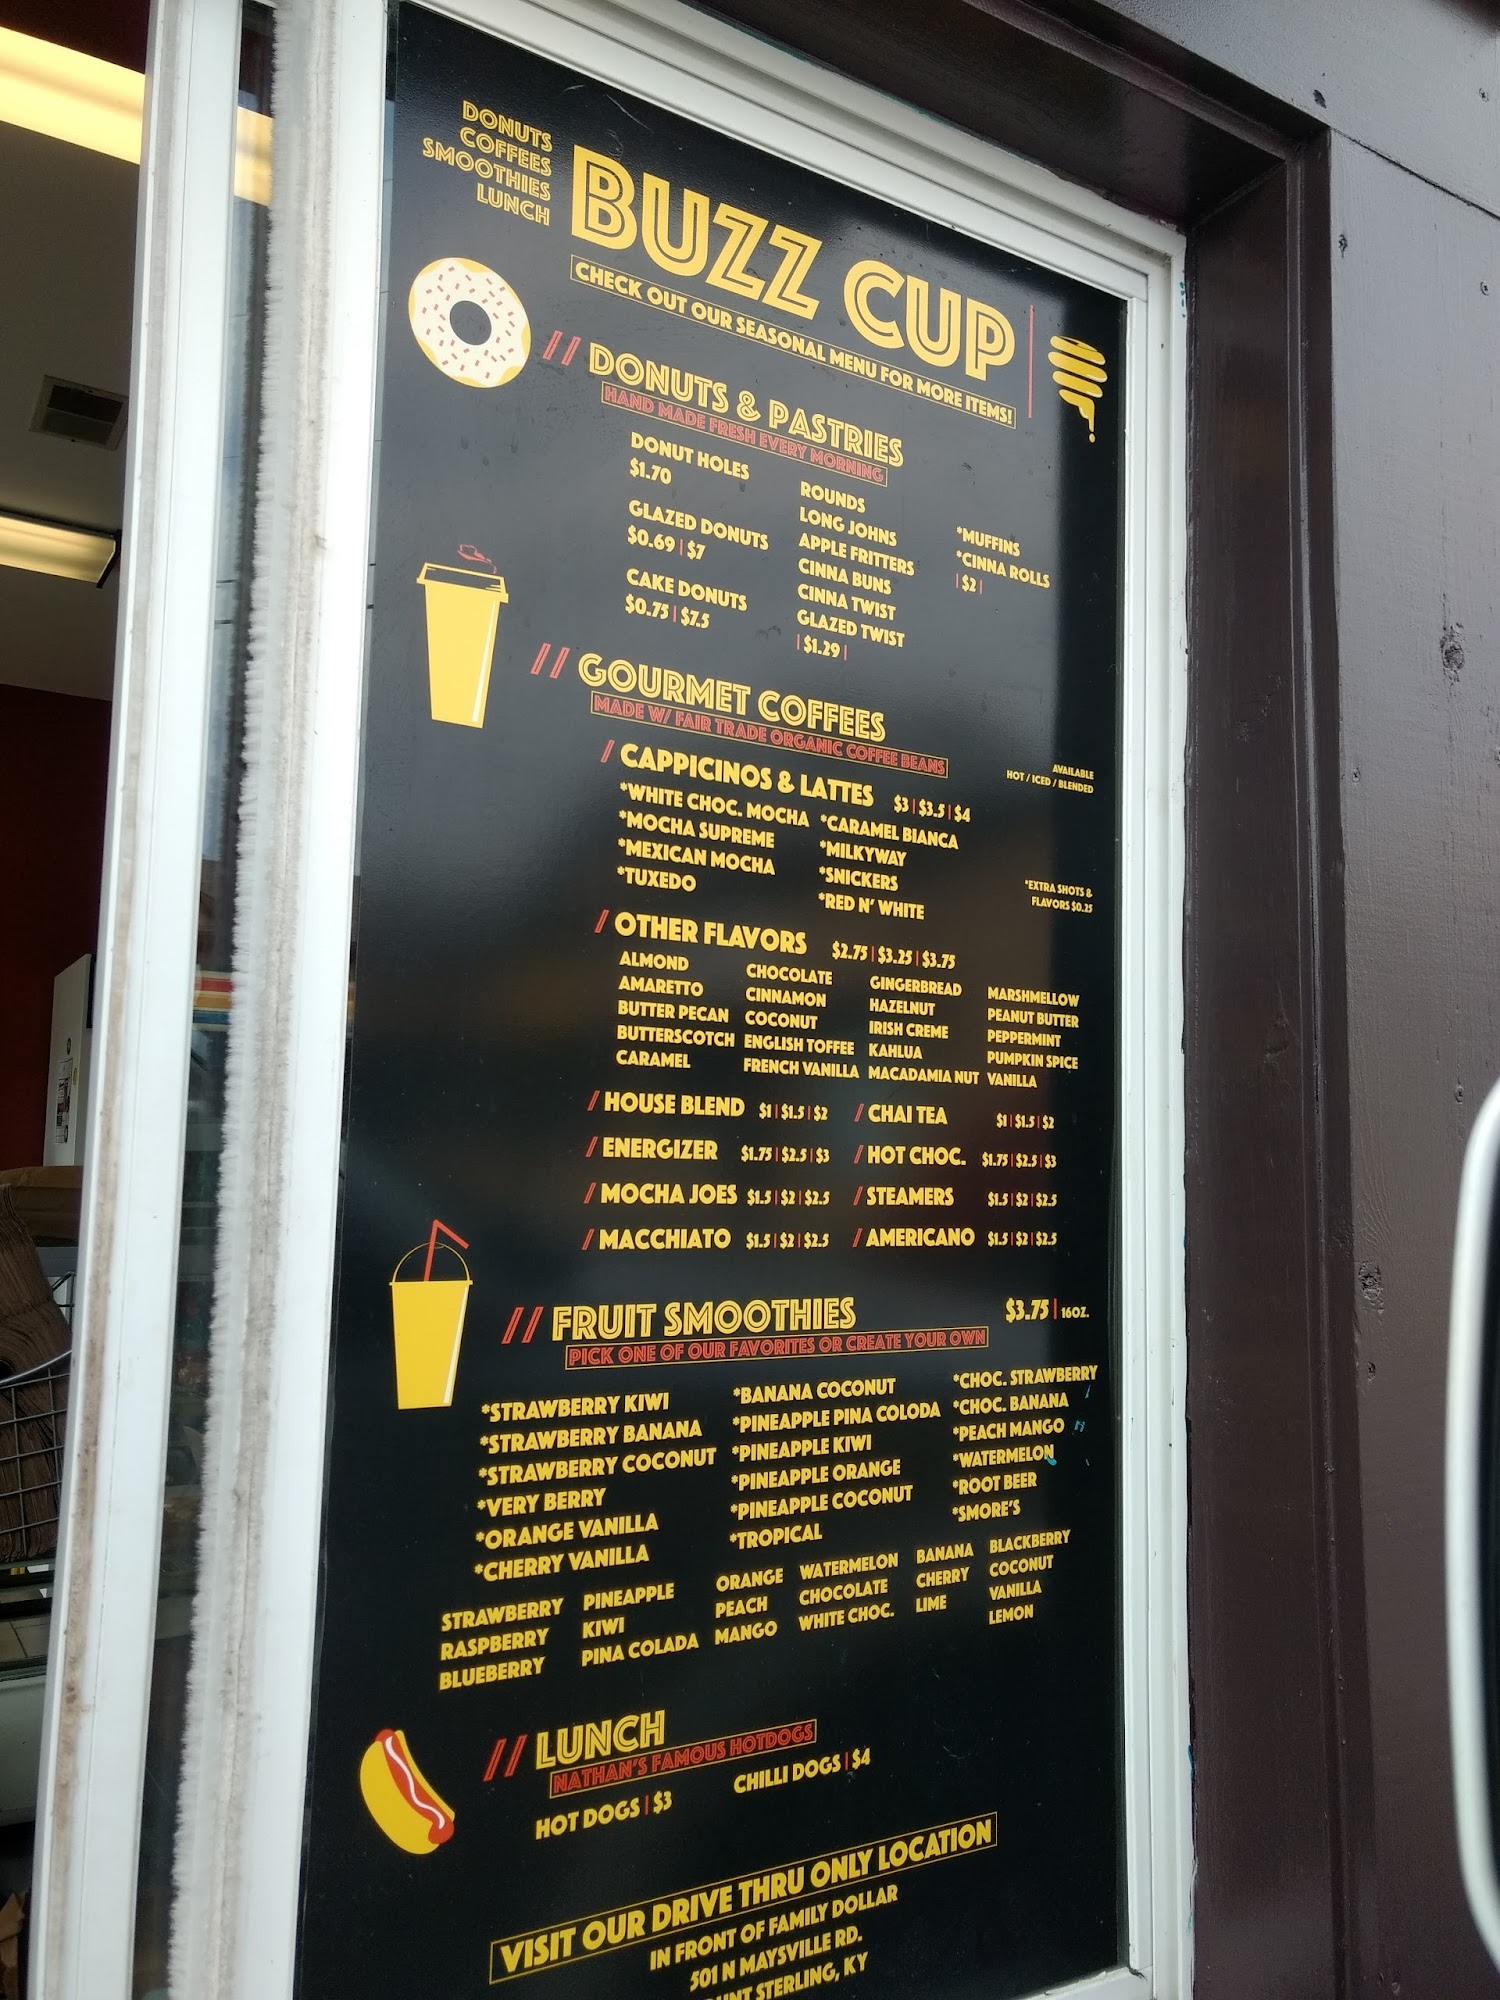 DONUTS
COFFEES
SMOOTHIES
LUNCH
BUZZ CUP
CHECK OUT OUR SEASONAL MENU FOR MORE ITEMS!
// DONUTS & PASTRIES
HAND MADE FRESH EVERY MORNING
DONUT HOLES
$1.70
GLAZED DONUTS
$0.69 | $7
CAKE DONUTS
$0.75 | $7.5
ROUNDS
LONG JOHNS
APPLE FRITTERS
CINNA BUNS
CINNA TWIST
GLAZED TWIST
| $1.29 |
*MUFFINS
*CINNA ROLLS
| $2 |
// GOURMET COFFEES
MADE W/ FAIR TRADE ORGANIC COFFEE BEANS
AVAILABLE
HOT / ICED / BLENDED
/ CAPPICINOS & LATTES $3 | $3.5 | $4
*WHITE CHOC. MOCHA
*MOCHA SUPREME
*MEXICAN MOCHA
*TUXEDO
*CARAMEL BIANCA
*MILKYWAY
*SNICKERS
*RED N' WHITE
*EXTRA SHOTS &
FLAVORS $0.25
/ OTHER FLAVORS $2.75 | $3.25 | $3.75
ALMOND
AMARETTO
BUTTER PECAN
BUTTERSCOTCH
CARAMEL
CHOCOLATE
CINNAMON
COCONUT
ENGLISH TOFFEE
FRENCH VANILLA
GINGERBREAD
HAZELNUT
IRISH CREME
KAHLUA
MACADAMIA NUT
MARSHMELLOW
PEANUT BUTTER
PEPPERMINT
PUMPKIN SPICE
VANILLA
/ HOUSE BLEND $1 | $1.5 | $2
/ CHAI TEA $1 | $1.5 | $2
/ ENERGIZER $1.75 | $2.5 | $3
/ HOT CHOC. $1.75 | $2.5 | $3
/ MOCHA JOES $1.5 | $2 | $2.5
/ STEAMERS $1.5 | $2 | $2.5
/ MACCHIATO $1.5 | $2 | $2.5
/ AMERICANO $1.5 | $2 | $2.5
// FRUIT SMOOTHIES $3.75 | 16OZ.
PICK ONE OF OUR FAVORITES OR CREATE YOUR OWN
*STRAWBERRY KIWI
*STRAWBERRY BANANA
*STRAWBERRY COCONUT
*VERY BERRY
*ORANGE VANILLA
*CHERRY VANILLA
*BANANA COCONUT
*PINEAPPLE PINA COLODA
*PINEAPPLE KIWI
*PINEAPPLE ORANGE
*PINEAPPLE COCONUT
*TROPICAL
*CHOC. STRAWBERRY
*CHOC. BANANA
*PEACH MANGO
*WATERMELON
*ROOT BEER
*SMORE'S
STRAWBERRY
RASPBERRY
BLUEBERRY
PINEAPPLE
KIWI
PINA COLADA
ORANGE
PEACH
MANGO
WATERMELON
CHOCOLATE
WHITE CHOC.
BANANA
CHERRY
LIME
BLACKBERRY
COCONUT
VANILLA
LEMON
// LUNCH
NATHAN'S FAMOUS HOTDOGS
HOT DOGS | $3
CHILLI DOGS | $4
VISIT OUR DRIVE THRU ONLY LOCATION
IN FRONT OF FAMILY DOLLAR
501 N MAYSVILLE RD.
STERLING, KY